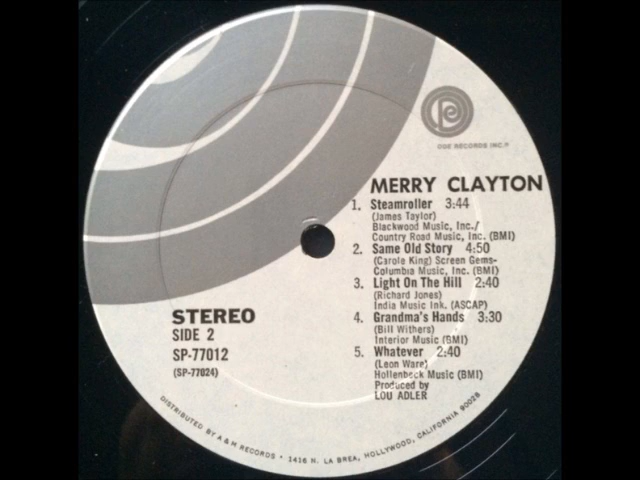 ODE RECORDS INC.℗
MERRY CLAYTON
1. Steamroller 3:44
(James Taylor)
Blackwood Music, Inc./
Country Road Music, Inc. (BMI)
2. Same Old Story 4:50
(Carole King) Screen Gems-
Columbia Music, Inc. (BMI)
3. Light On The Hill 2:40
(Richard Jones)
India Music Ink. (ASCAP)
4. Grandma's Hands 3:30
(Bill Withers)
Interior Music (BMI)
5. Whatever 2:40
(Leon Ware)
Hollenbeck Music (BMI)
Produced by
LOU ADLER
STEREO
SIDE 2
SP-77012
(SP-77024)
DISTRIBUTED BY A & M RECORDS • 1416 N. LA BREA, HOLLYWOOD, CALIFORNIA 90028